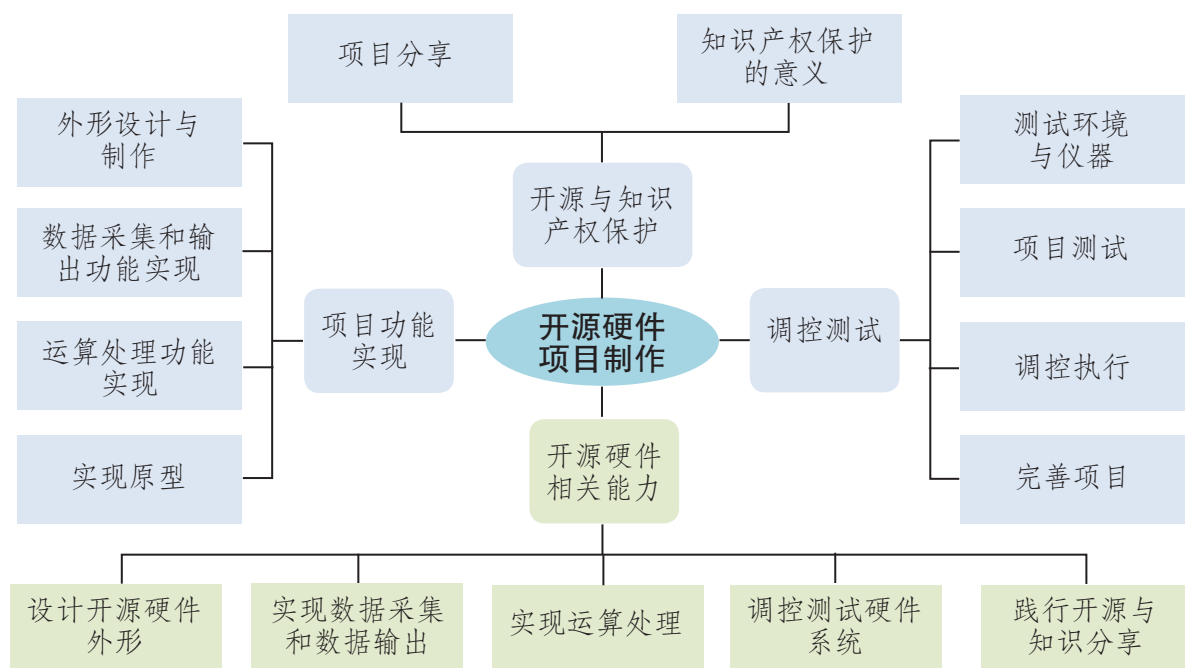 项目分享
知识产权保护
的意义
外形设计与
制作
测试环境
与仪器
开源与知识
产权保护
数据采集和输
出功能实现
项目测试
项目功能
实现
开源硬件
项目制作
调控测试
运算处理功能
实现
调控执行
开源硬件
相关能力
实现原型
完善项目
设计开源硬件
外形
实现数据采集
和数据输出
实现运算处理
调控测试硬件
系统
践行开源与
知识分享